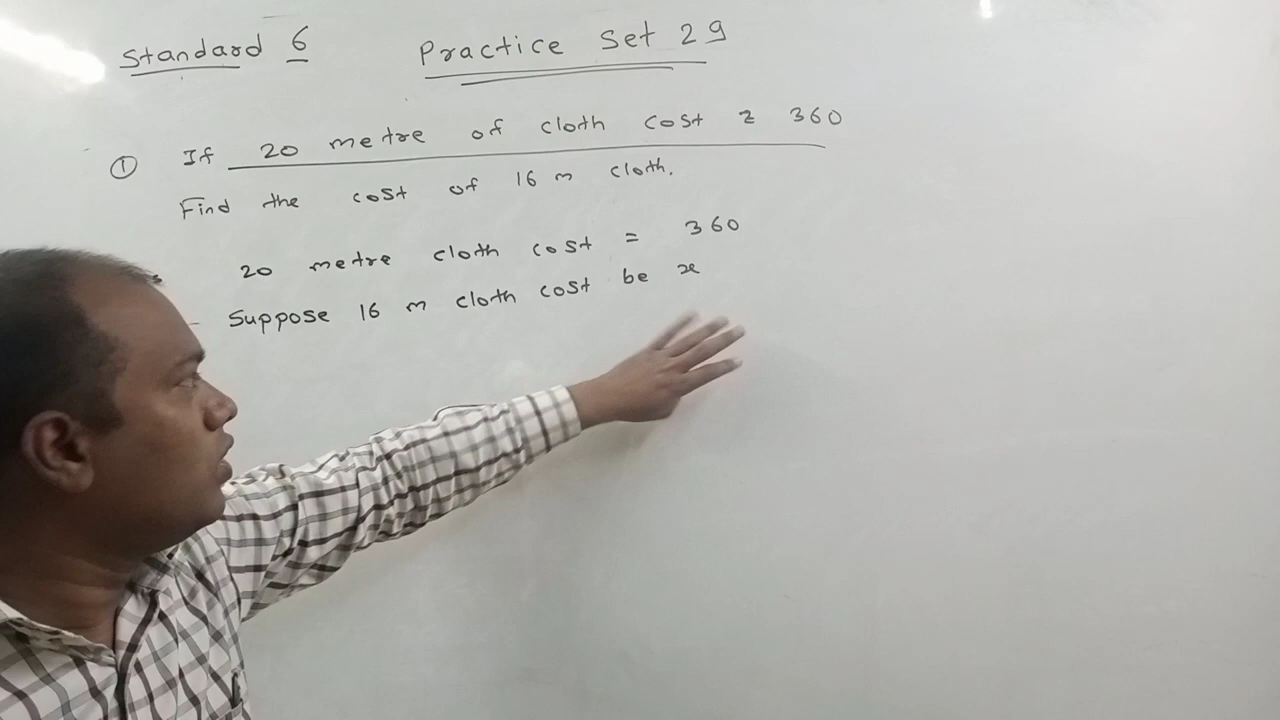 Standard 6
Practice Set 29
① If 20 metre of cloth cost z 360
Find the cost of 16 m cloth.
20 metre cloth cost = 360
Suppose 16 m cloth cost be x